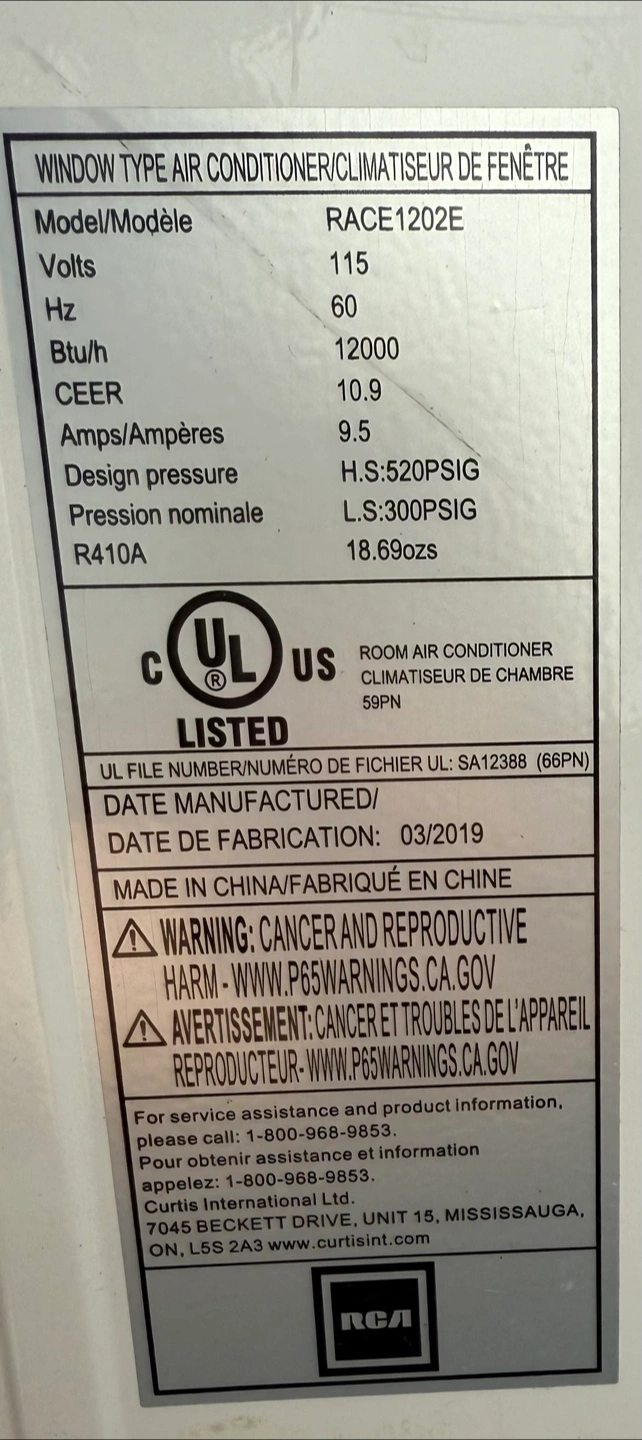 WINDOW TYPE AIR CONDITIONER/CLIMATISEUR DE FENÊTRE
Model/Modèle RACE1202E
Volts 115
Hz 60
Btu/h 12000
CEER 10.9
Amps/Ampères 9.5
Design pressure H.S:520PSIG
Pression nominale L.S:300PSIG
R410A 18.69ozs
C UL® US
LISTED
ROOM AIR CONDITIONER
CLIMATISEUR DE CHAMBRE
59PN
UL FILE NUMBER/NUMÉRO DE FICHIER UL: SA12388 (66PN)
DATE MANUFACTURED/
DATE DE FABRICATION: 03/2019
MADE IN CHINA/FABRIQUÉ EN CHINE
WARNING: CANCER AND REPRODUCTIVE
HARM - WWW.P65WARNINGS.CA.GOV
AVERTISSEMENT: CANCER ET TROUBLES DE L'APPAREIL
REPRODUCTEUR- WWW.P65WARNINGS.CA.GOV
For service assistance and product information,
please call: 1-800-968-9853.
Pour obtenir assistance et information
appelez: 1-800-968-9853.
Curtis International Ltd.
7045 BECKETT DRIVE, UNIT 15, MISSISSAUGA,
ON, L5S 2A3 www.curtisint.com
RCA